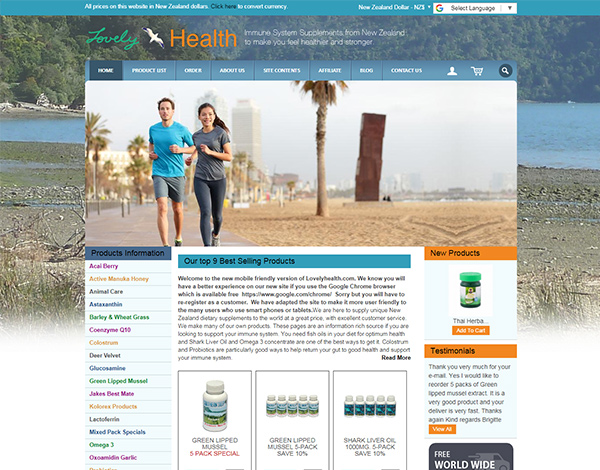 All prices on this website in New Zealand dollars. Click here to convert currency.
New Zealand Dollar - NZ$ ▼
G Select Language ▼
Lovely Health
Immune System Supplements from New Zealand
to make you feel healthier and stronger.
HOME
PRODUCT LIST
ORDER
ABOUT US
SITE CONTENTS
AFFILIATE
BLOG
CONTACT US
Products Information
Acai Berry
Active Manuka Honey
Animal Care
Astaxanthin
Barley & Wheat Grass
Coenzyme Q10
Colostrum
Deer Velvet
Glucosamine
Green Lipped Mussel
Jakes Best Mate
Kolorex Products
Lactoferrin
Mixed Pack Specials
Omega 3
Oxoamidin Garlic
Probiotics
Our top 9 Best Selling Products
Welcome to the new mobile friendly version of Lovelyhealth.com. We know you will
have a better experience on our new site if you use the Google Chrome browser
which is available free https://www.google.com/chrome/ Sorry but you will have to
re-register as a customer. We have adapted the site to make it more user friendly to
the many users who use smart phones or tablets.We are here to supply unique New
Zealand dietary supplements to the world at a great price, with excellent customer service.
We make many of our own products. These pages are an information rich source if you are
looking to support your immune system. You need fish oils in your diet for optimum health
and Shark Liver Oil and Omega 3 concentrate are one of the best ways to get it. Colostrum
and Probiotics are particularly good ways to help return your gut to good health and support
your immune system.
Read More
GREEN LIPPED
MUSSEL
5-PACK SPECIAL
GREEN LIPPED
MUSSEL 5-PACK
SAVE 10%
SHARK LIVER OIL
1000MG. 5-PACK
SAVE 10%
New Products
Thai Herba...
Add To Cart
Testimonials
Thank you very much for your
e-mail. Yes I would like to
reorder 5 packs of Green
lipped mussel extract. It is a
very good product and your
deliver is very fast. Thanks
again Kind regards Brigitte
View All
FREE
WORLD WIDE